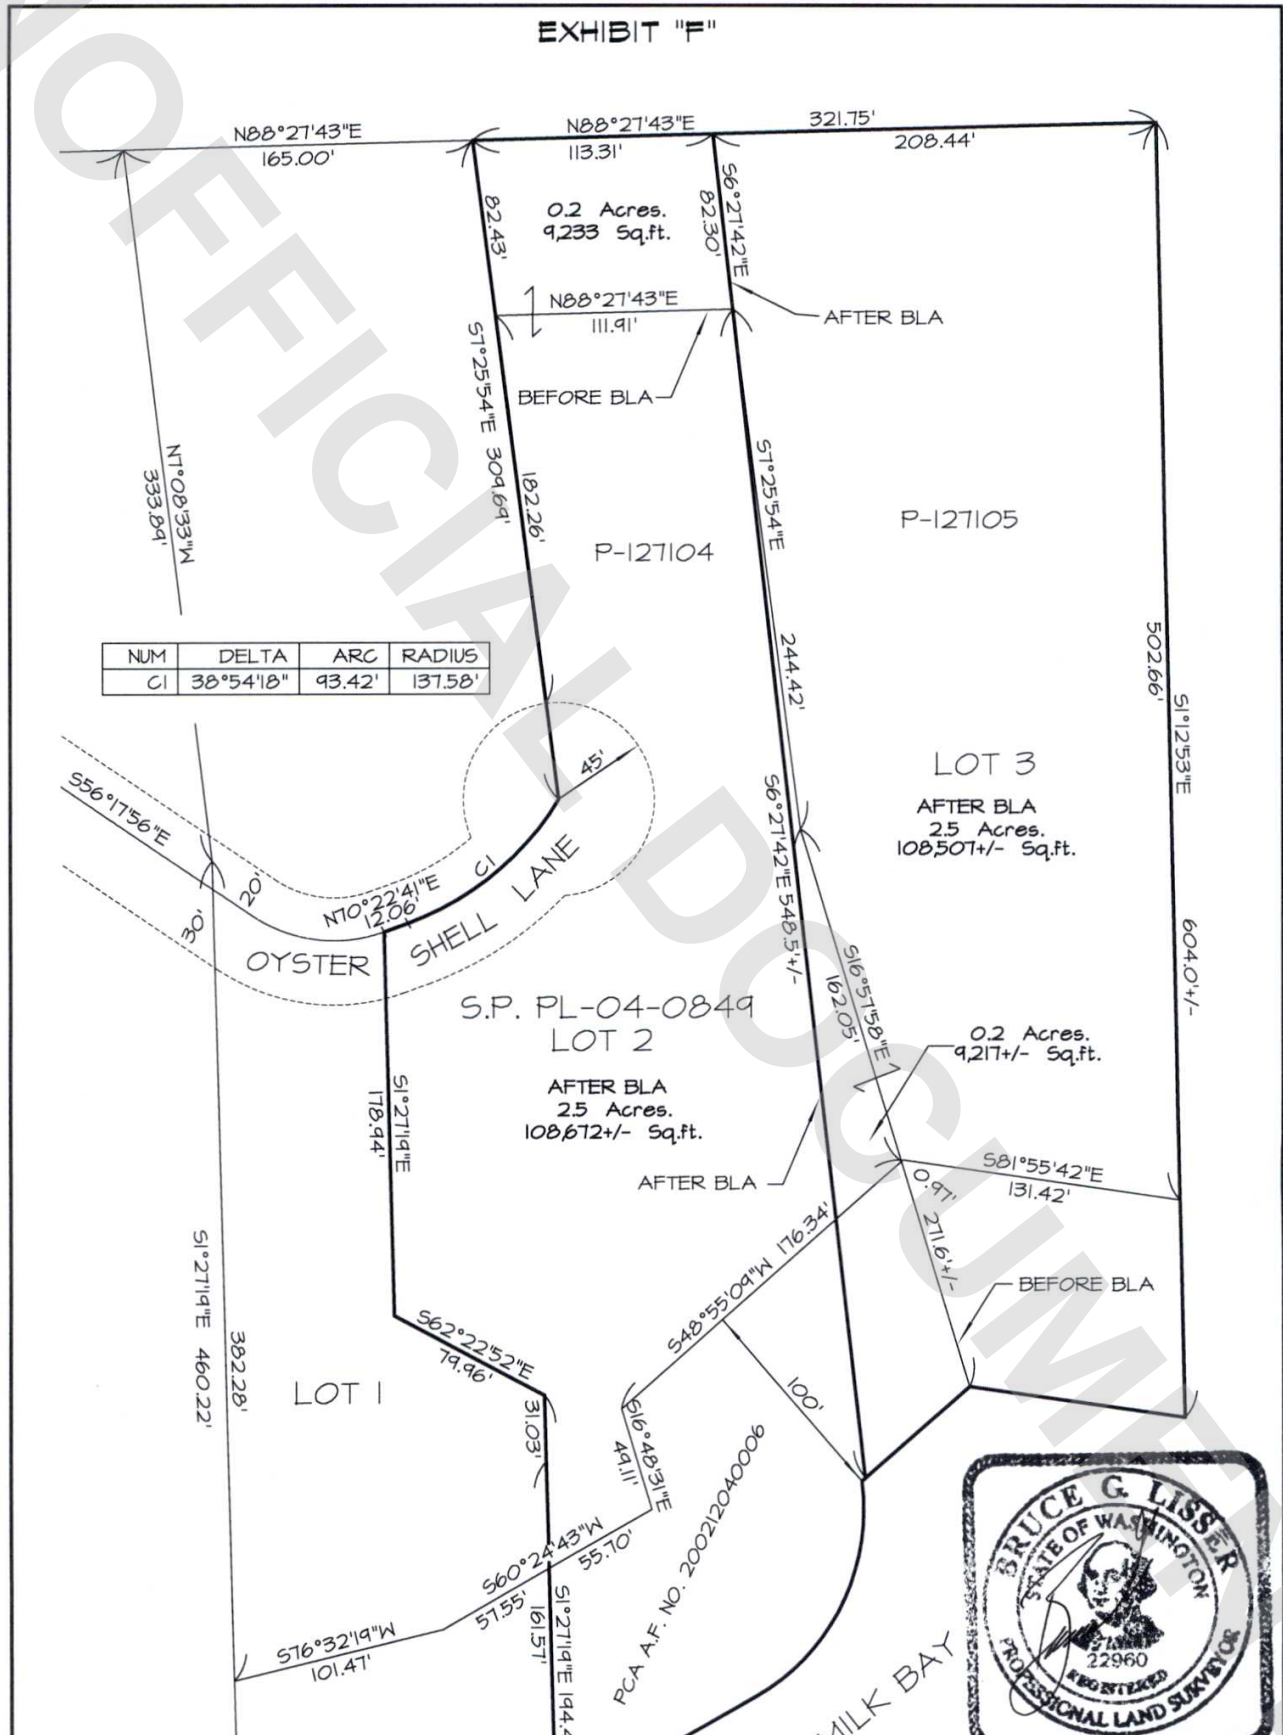 EXHIBIT "F"
N88°27'43"E
165.00'
N88°27'43"E
113.31'
321.75'
208.44'
82.43'
0.2 Acres.
9,233 Sq.ft.
S6°27'42"E
82.30'
N88°27'43"E
111.91'
AFTER BLA
BEFORE BLA
S7°25'54"E 309.69'
182.26'
N7°08'33"W
333.89'
S7°25'54"E
244.42'
P-127104
P-127105
502.66'
S1°12'53"E
604.0'+/-
NUM DELTA ARC RADIUS
C1 38°54'18" 93.42' 137.58'
LOT 3
AFTER BLA
2.5 Acres.
108,507+/- Sq.ft.
45'
S56°17'56"E
20'
30'
N70°22'41"E
12.06'
C1
OYSTER SHELL LANE
S6°27'42"E 548.5'+/-
S16°57'58"E
162.05'
S.P. PL-04-0849
LOT 2
AFTER BLA
2.5 Acres.
108,672+/- Sq.ft.
0.2 Acres.
9,217+/- Sq.ft.
S1°27'19"E
178.94'
AFTER BLA
S81°55'42"E
131.42'
0.97'
271.6'+/-
BEFORE BLA
S48°55'09"W 176.34'
100'
S1°27'19"E 460.22'
382.28'
S62°22'52"E
79.96'
LOT 1
31.03'
S16°48'31"E
49.11'
S60°24'43"W
55.70'
57.55'
S76°32'19"W
101.47'
S1°27'19"E 194.
161.57'
PCA A.F. NO. 200212040006
MILK BAY
BRUCE G. LISSER
STATE OF WASHINGTON
22960
REGISTERED
PROFESSIONAL LAND SURVEYOR
UNOFFICIAL DOCUMENT